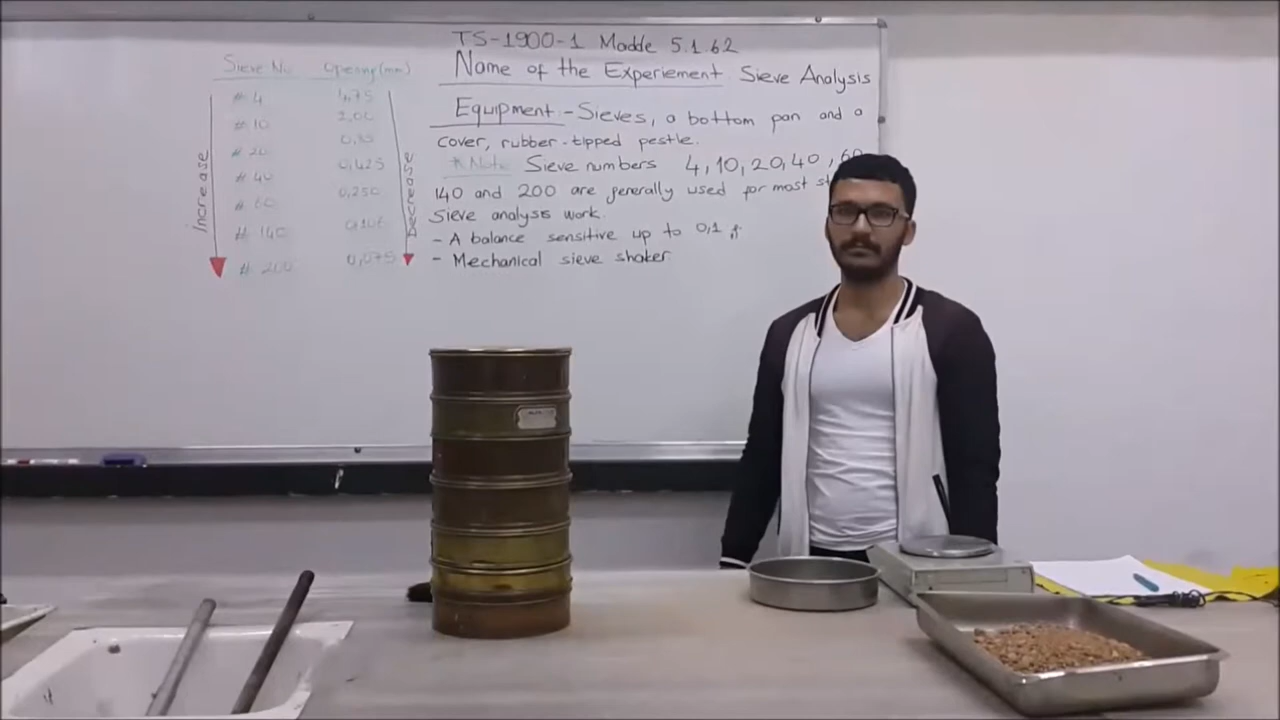 TS-1900-1 Madde 5.1.6.2
Name of the Experiement Sieve Analysis
Equipment:- Sieves, a bottom pan and a
cover, rubber-tipped pestle.
* Note Sieve numbers 4, 10, 20, 40, 60
140 and 200 are generally used for most
Sieve analysis work.
- A balance sensitive up to 0,1
- Mechanical sieve shaker
Sieve No Opening (mm)
# 4 4,75
# 10 2,00
# 20 0,85
# 40 0,425
# 60 0,250
# 140 0,106
# 200 0,075
Increase
Decrease